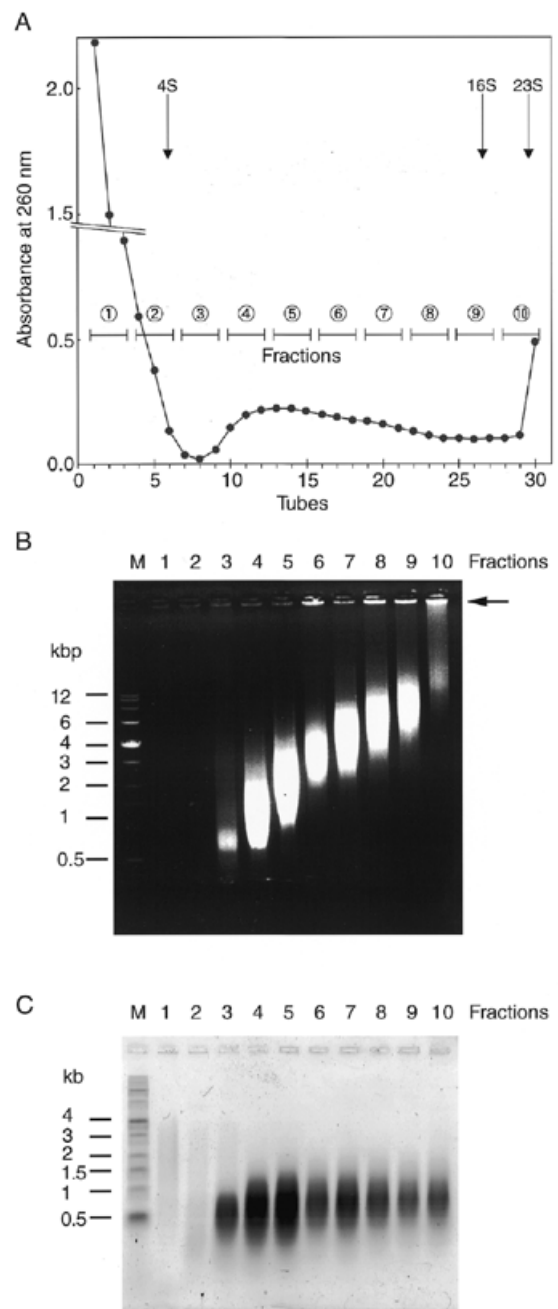 A
4S 16S 23S
2.0
1.5
Absorbance at 260 nm
① ② ③ ④ ⑤ ⑥ ⑦ ⑧ ⑨ ⑩
0.5
Fractions
0.0
0 5 10 15 20 25 30
Tubes
B
M 1 2 3 4 5 6 7 8 9 10 Fractions
kbp
12
6
4
3
2
1
0.5
C
M 1 2 3 4 5 6 7 8 9 10 Fractions
kb
4
3
2
1.5
1
0.5